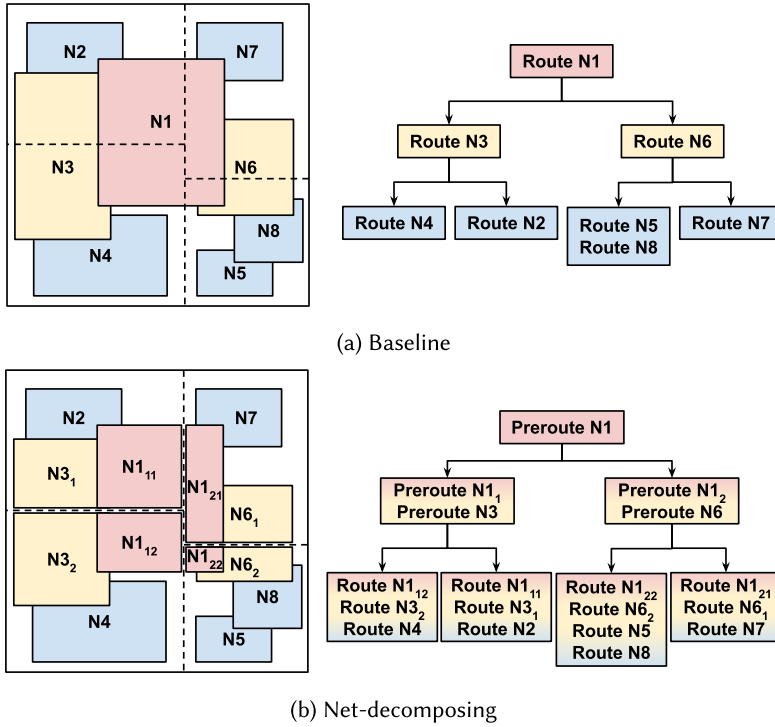 N2
N7
N1
N3
N6
N8
N4
N5
Route N1
Route N3
Route N6
Route N4
Route N2
Route N5
Route N8
Route N7
(a) Baseline
N2
N7
N3₁
N1₁₁
N1₂₁
N6₁
N3₂
N1₁₂
N1₂₂
N6₂
N8
N4
N5
Preroute N1
Preroute N1₁
Preroute N3
Preroute N1₂
Preroute N6
Route N1₁₂
Route N3₂
Route N4
Route N1₁₁
Route N3₁
Route N2
Route N1₂₂
Route N6₂
Route N5
Route N8
Route N1₂₁
Route N6₁
Route N7
(b) Net-decomposing